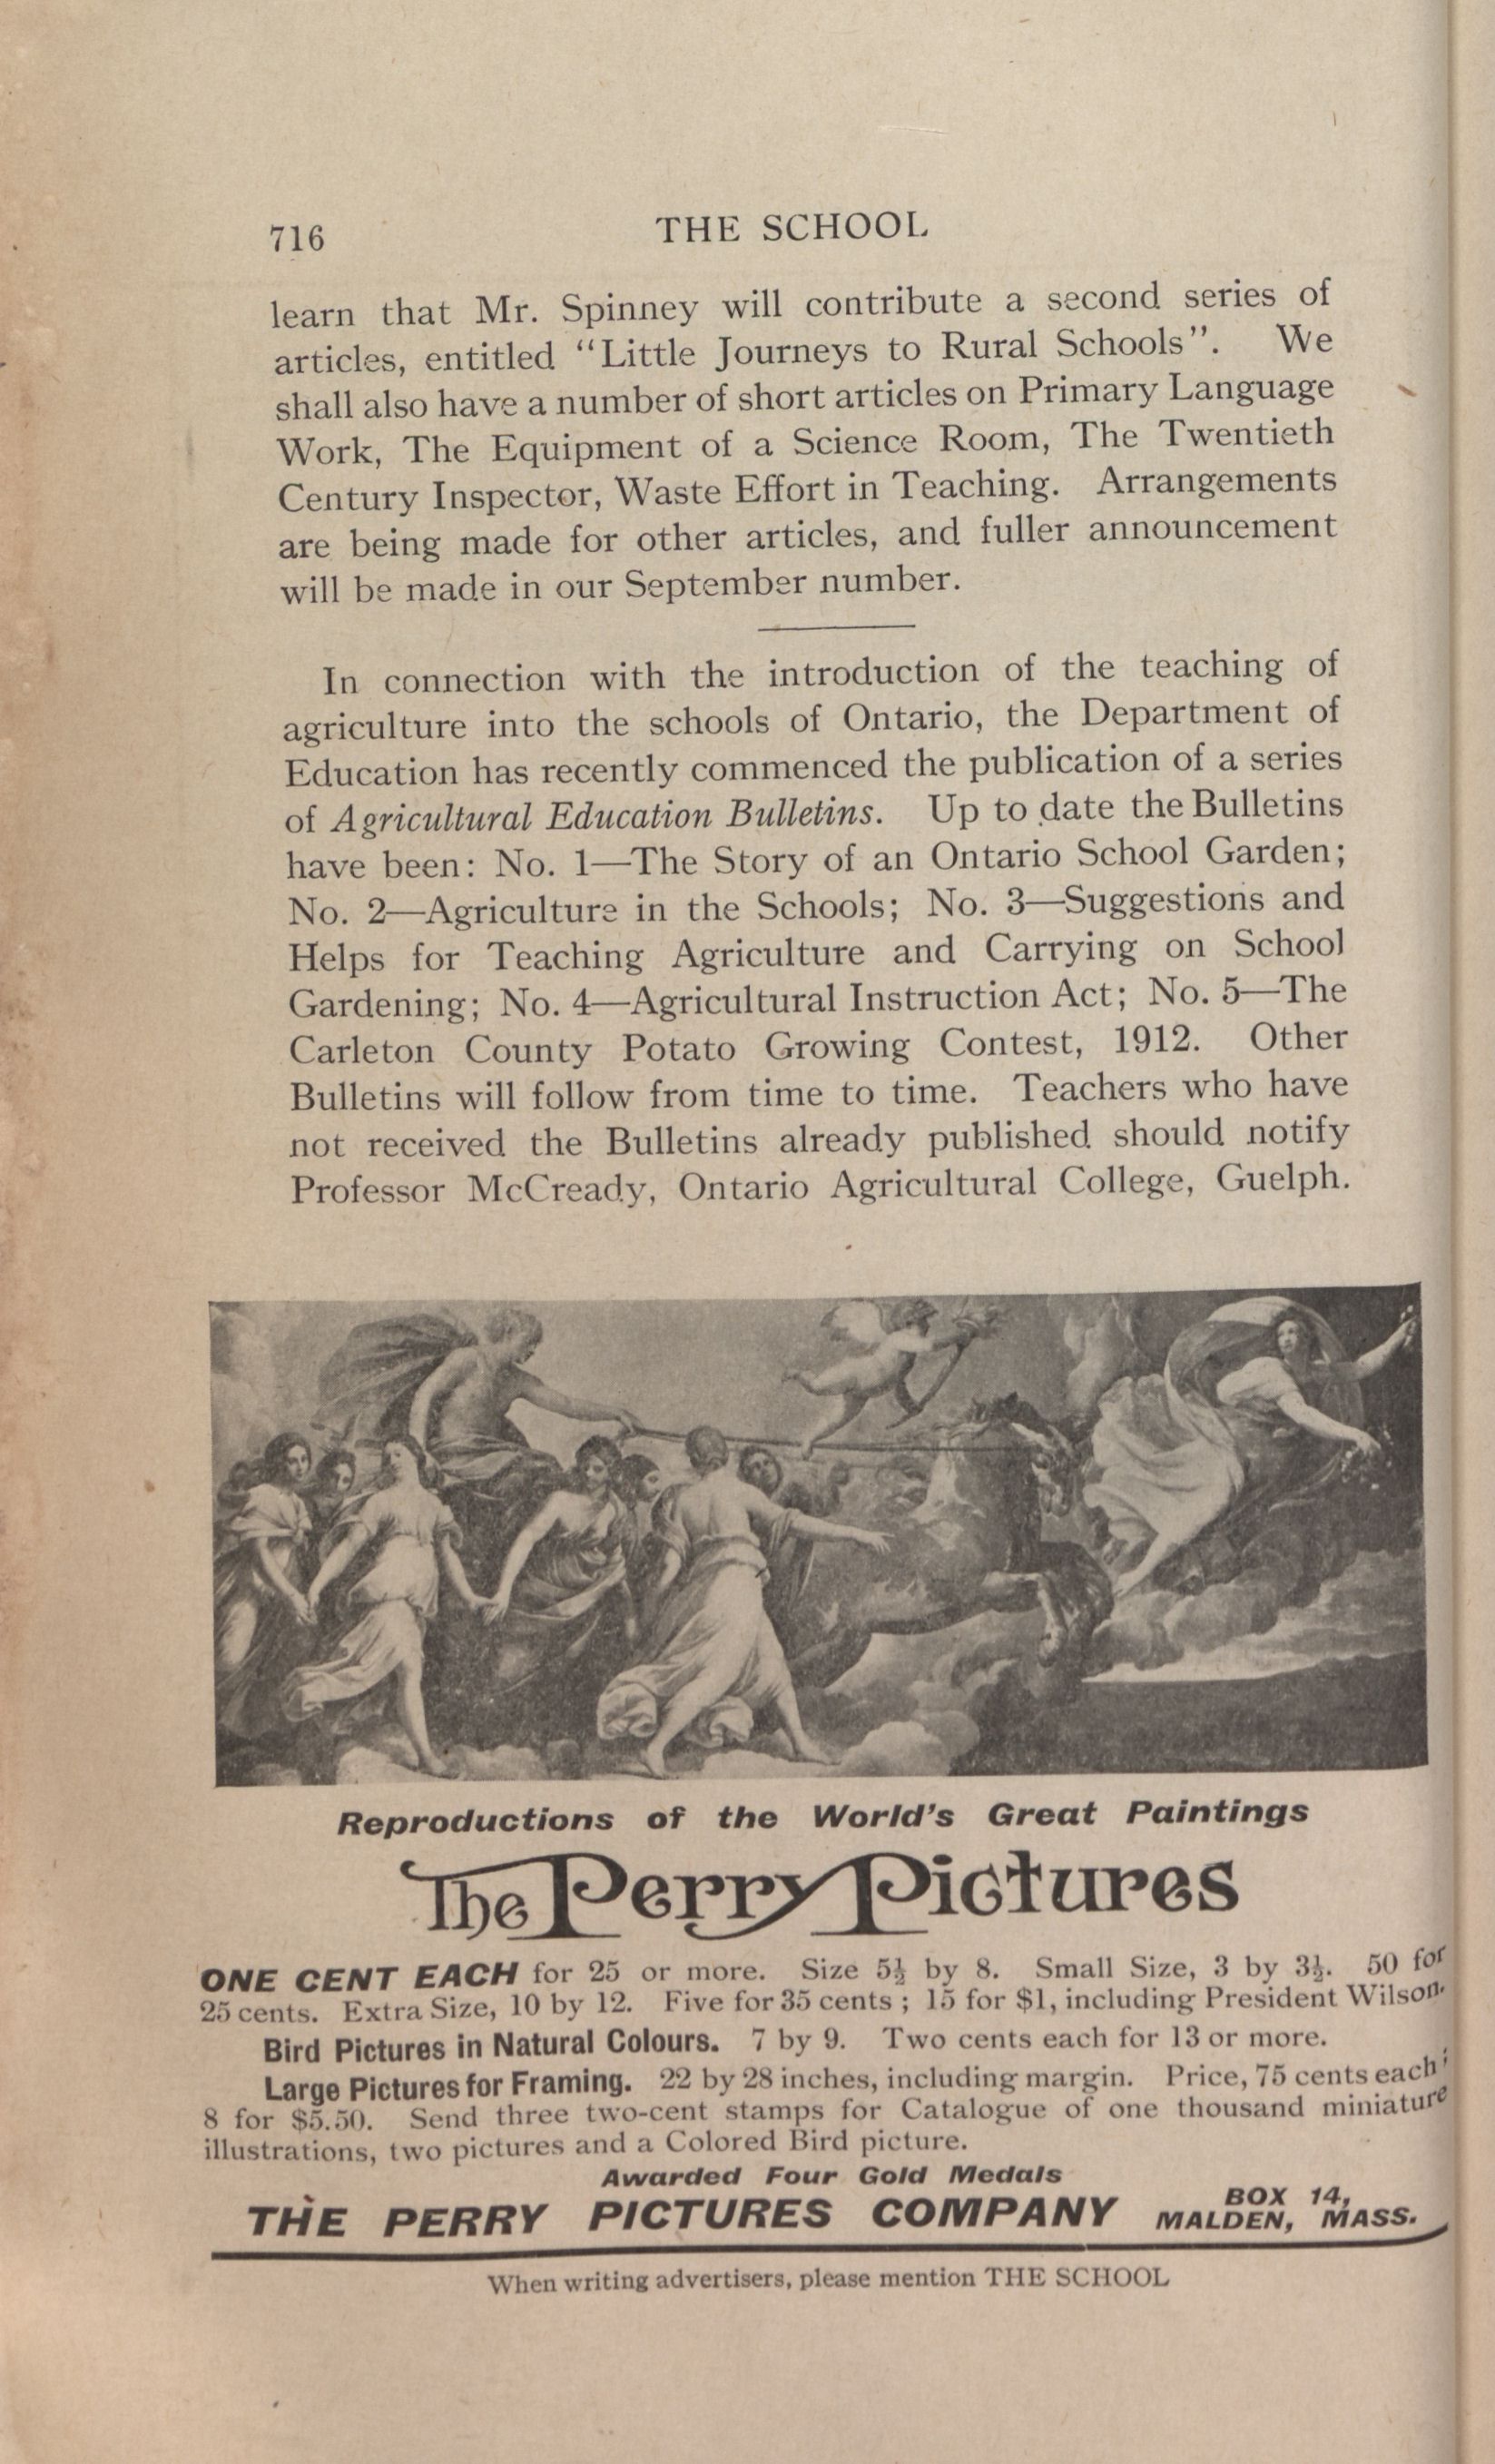 716 THE SCHOOL
learn that Mr. Spinney will contribute a second series of
articles, entitled “Little Journeys to Rural Schools”. We
shall also have a number of short articles on Primary Language
Work, The Equipment of a Science Room, The Twentieth
Century Inspector, Waste Effort in Teaching. Arrangements
are being made for other articles, and fuller announcement
will be made in our September number.
In connection with the introduction of the teaching of
agriculture into the schools of Ontario, the Department of
Education has recently commenced the publication of a series
of Agricultural Education Bulletins. Up to date the Bulletins
have been: No. 1—The Story of an Ontario School Garden;
No. 2—Agriculture in the Schools; No. 3—Suggestions and
Helps for Teaching Agriculture and Carrying on School
Gardening; No. 4—Agricultural Instruction Act; No. 5—The
Carleton County Potato Growing Contest, 1912. Other
Bulletins will follow from time to time. Teachers who have
not received the Bulletins already published should notify
Professor McCready, Ontario Agricultural College, Guelph.
Reproductions of the World's Great Paintings
The Perry Pictures
ONE CENT EACH for 25 or more. Size 5½ by 8. Small Size, 3 by 3½. 50 for
25 cents. Extra Size, 10 by 12. Five for 35 cents; 15 for $1, including President Wilson.
Bird Pictures in Natural Colours. 7 by 9. Two cents each for 13 or more.
Large Pictures for Framing. 22 by 28 inches, including margin. Price, 75 cents each;
8 for $5.50. Send three two-cent stamps for Catalogue of one thousand miniature
illustrations, two pictures and a Colored Bird picture.
Awarded Four Gold Medals
THE PERRY PICTURES COMPANY BOX 14, MALDEN, MASS.
When writing advertisers, please mention THE SCHOOL